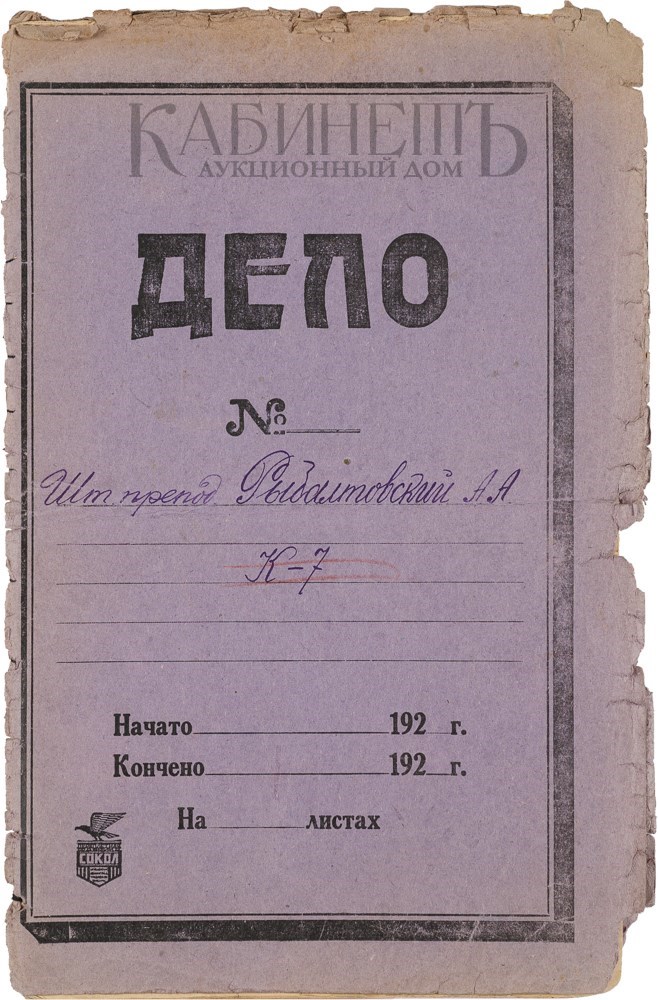 КАБИНЕТЪ
АУКЦИОННЫЙ ДОМ
ДЕЛО
№
Шт препод. Рыбалтовский А А
К-7
Начато 192 г.
Кончено 192 г.
На листах
СОКОЛ